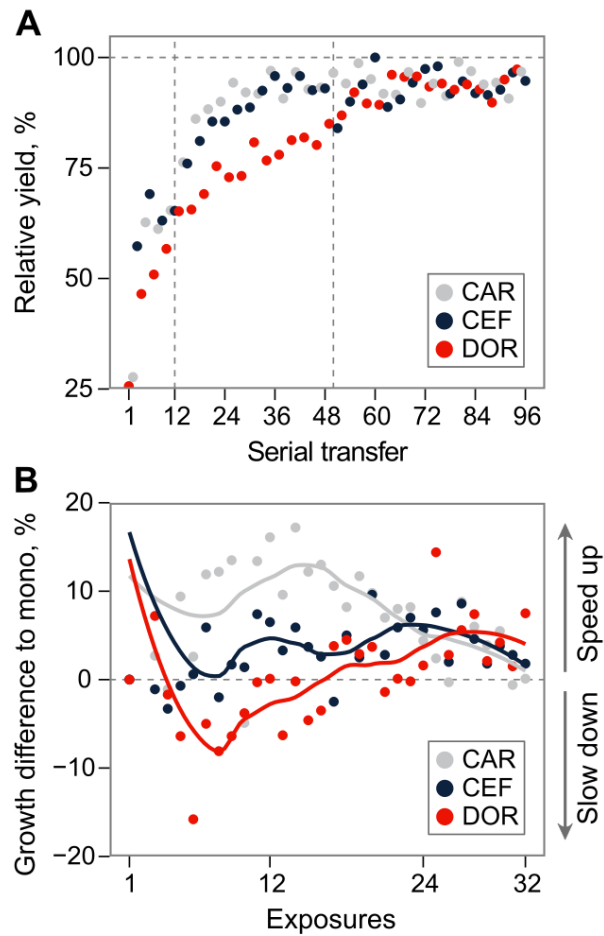 A
Relative yield, %
100
75
50
25
CAR
CEF
DOR
1 12 24 36 48 60 72 84 96
Serial transfer
B
Growth difference to mono, %
20
10
0
−10
−20
CAR
CEF
DOR
Speed up
Slow down
1 12 24 32
Exposures